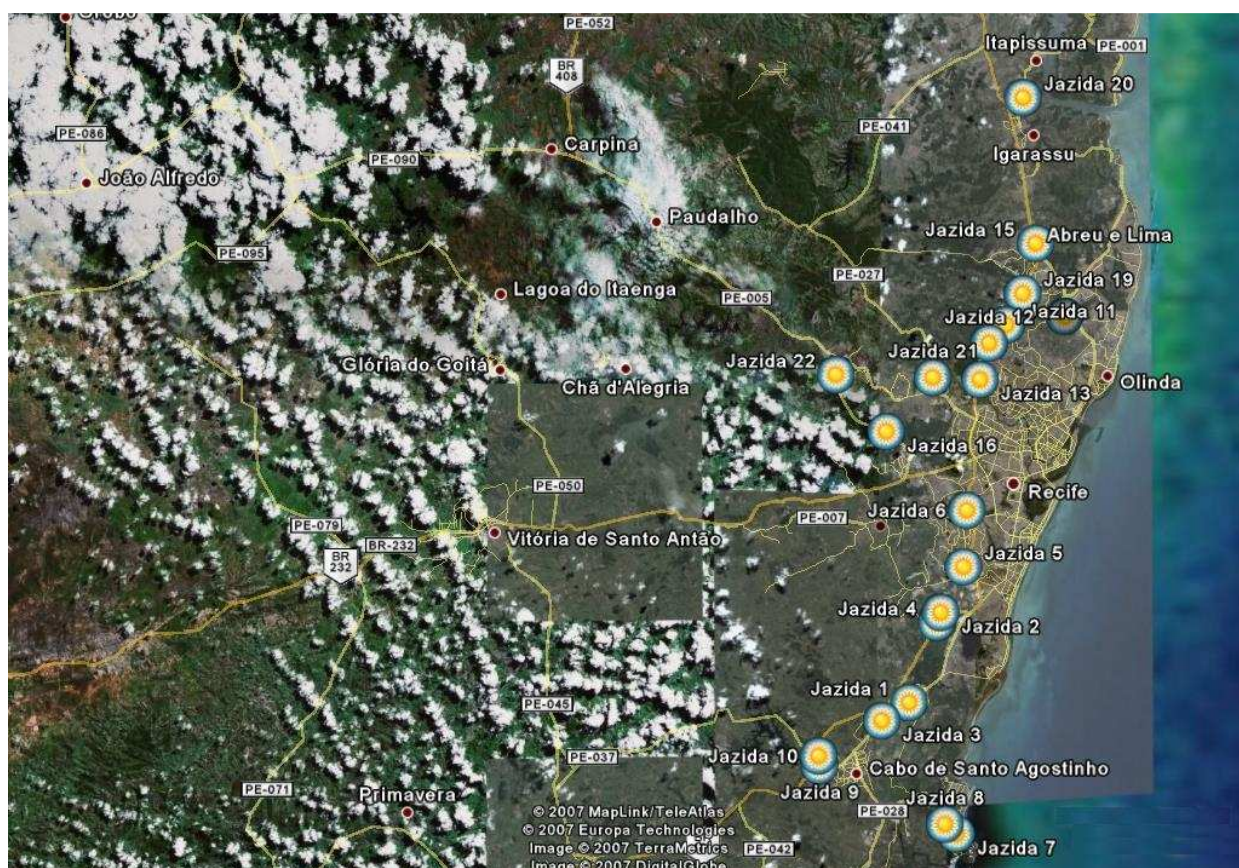 Orobo
PE-052
Itapissuma
PE-001
BR
408
Jazida 20
PE-086
PE-041
Igarassu
Carpina
PE-090
João Alfredo
Paudalho
Jazida 15
Abreu e Lima
PE-095
PE-027
Lagoa do Itaenga
PE-005
Jazida 19
Jazida 11
Jazida 12
Jazida 21
Jazida 22
Glória do Goitá
Chã d'Alegria
Olinda
Jazida 13
Jazida 16
PE-050
Recife
Jazida 6
PE-007
PE-079
Vitória de Santo Antão
BR-232
BR
232
Jazida 5
Jazida 4
Jazida 2
Jazida 1
PE-045
Jazida 3
Jazida 10
PE-037
Cabo de Santo Agostinho
PE-071
Primavera
Jazida 9
Jazida 8
PE-028
© 2007 MapLink/TeleAtlas
© 2007 Europa Technologies
Image © 2007 TerraMetrics
Image © 2007 DigitalGlobe
PE-042
Jazida 7